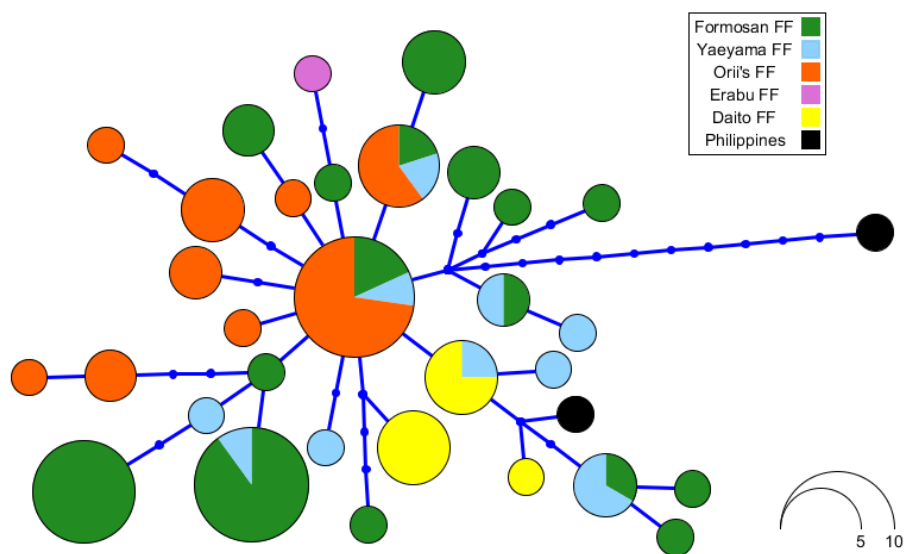 Formosan FF
Yaeyama FF
Orii's FF
Erabu FF
Daito FF
Philippines
5 10